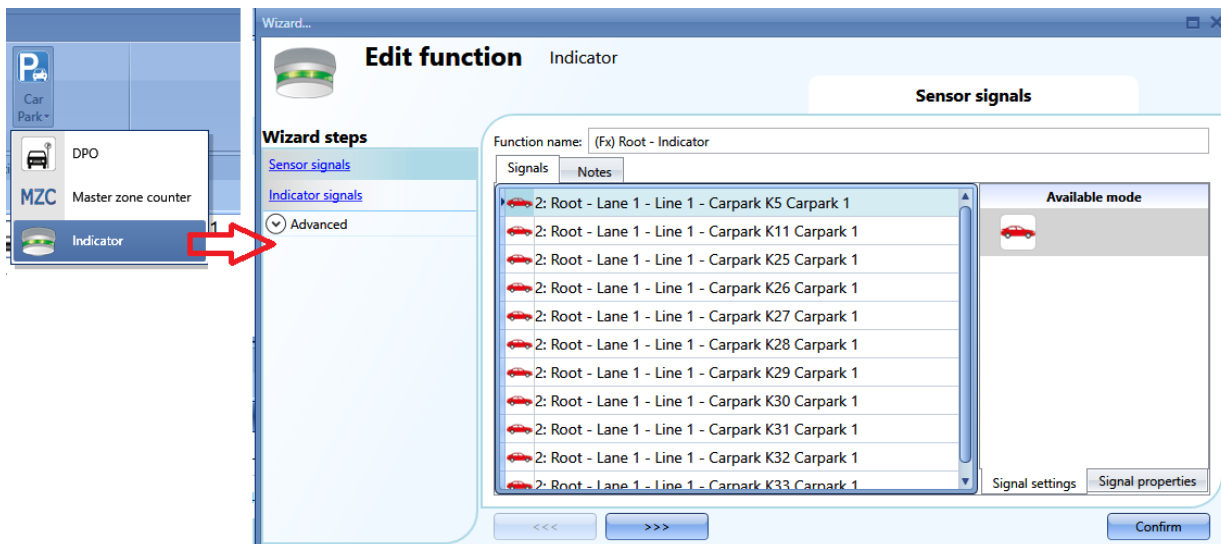 Car
Park
DPO
MZC Master zone counter
Indicator
1
Wizard...
Edit function Indicator
Sensor signals
Wizard steps
Sensor signals
Indicator signals
Advanced
Function name: (Fx) Root - Indicator
Signals Notes
2: Root - Lane 1 - Line 1 - Carpark K5 Carpark 1
2: Root - Lane 1 - Line 1 - Carpark K11 Carpark 1
2: Root - Lane 1 - Line 1 - Carpark K25 Carpark 1
2: Root - Lane 1 - Line 1 - Carpark K26 Carpark 1
2: Root - Lane 1 - Line 1 - Carpark K27 Carpark 1
2: Root - Lane 1 - Line 1 - Carpark K28 Carpark 1
2: Root - Lane 1 - Line 1 - Carpark K29 Carpark 1
2: Root - Lane 1 - Line 1 - Carpark K30 Carpark 1
2: Root - Lane 1 - Line 1 - Carpark K31 Carpark 1
2: Root - Lane 1 - Line 1 - Carpark K32 Carpark 1
2: Root - Lane 1 - Line 1 - Carpark K33 Carpark 1
Available mode
Signal settings Signal properties
<<< >>> Confirm